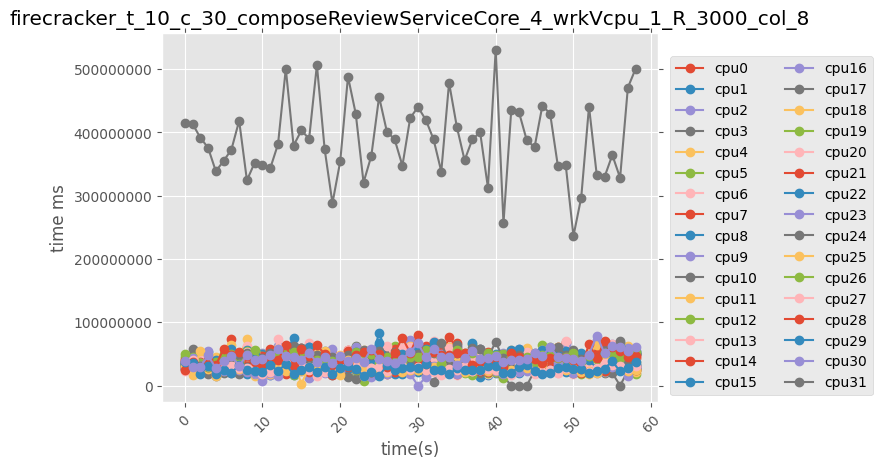 firecracker_t_10_c_30_composeReviewServiceCore_4_wrkVcpu_1_R_3000_col_8
500000000
400000000
300000000
200000000
100000000
0
time ms
0
10
20
30
40
50
60
time(s)
cpu0
cpu1
cpu2
cpu3
cpu4
cpu5
cpu6
cpu7
cpu8
cpu9
cpu10
cpu11
cpu12
cpu13
cpu14
cpu15
cpu16
cpu17
cpu18
cpu19
cpu20
cpu21
cpu22
cpu23
cpu24
cpu25
cpu26
cpu27
cpu28
cpu29
cpu30
cpu31